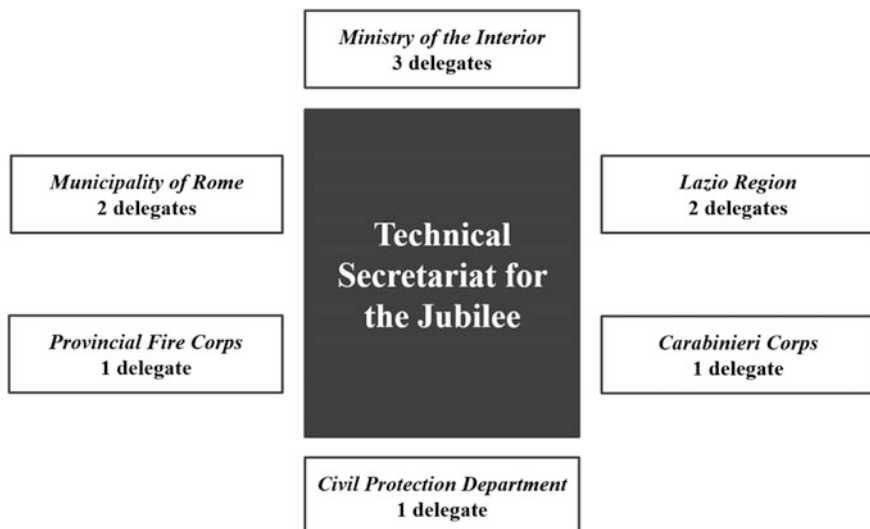 Ministry of the Interior
3 delegates
Municipality of Rome
2 delegates
Lazio Region
2 delegates
Technical
Secretariat for
the Jubilee
Provincial Fire Corps
1 delegate
Carabinieri Corps
1 delegate
Civil Protection Department
1 delegate